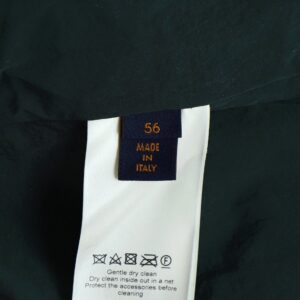 56
MADE
IN
ITALY
Gentle dry clean
Dry clean inside out in a net
Protect the accessories before
cleaning